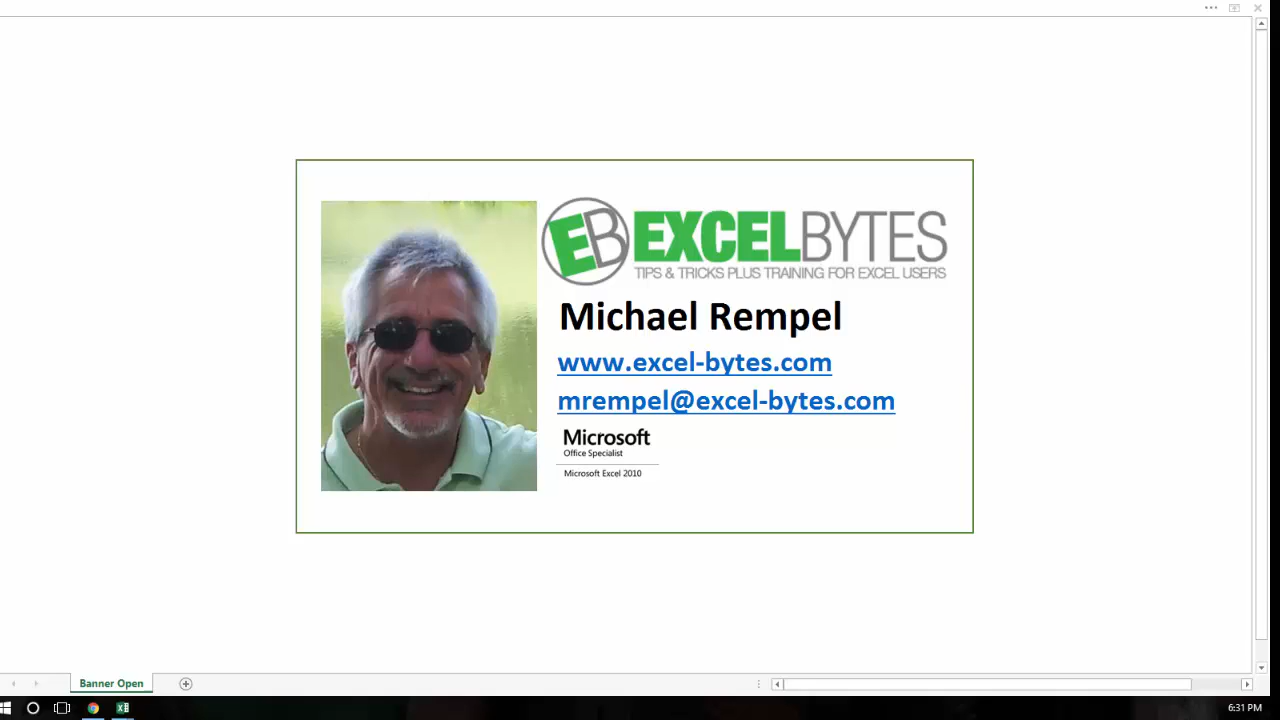 EB EXCELBYTES
TIPS & TRICKS PLUS TRAINING FOR EXCEL USERS
Michael Rempel
www.excel-bytes.com
mrempel@excel-bytes.com
Microsoft
Office Specialist
Microsoft Excel 2010
Banner Open
6:31 PM